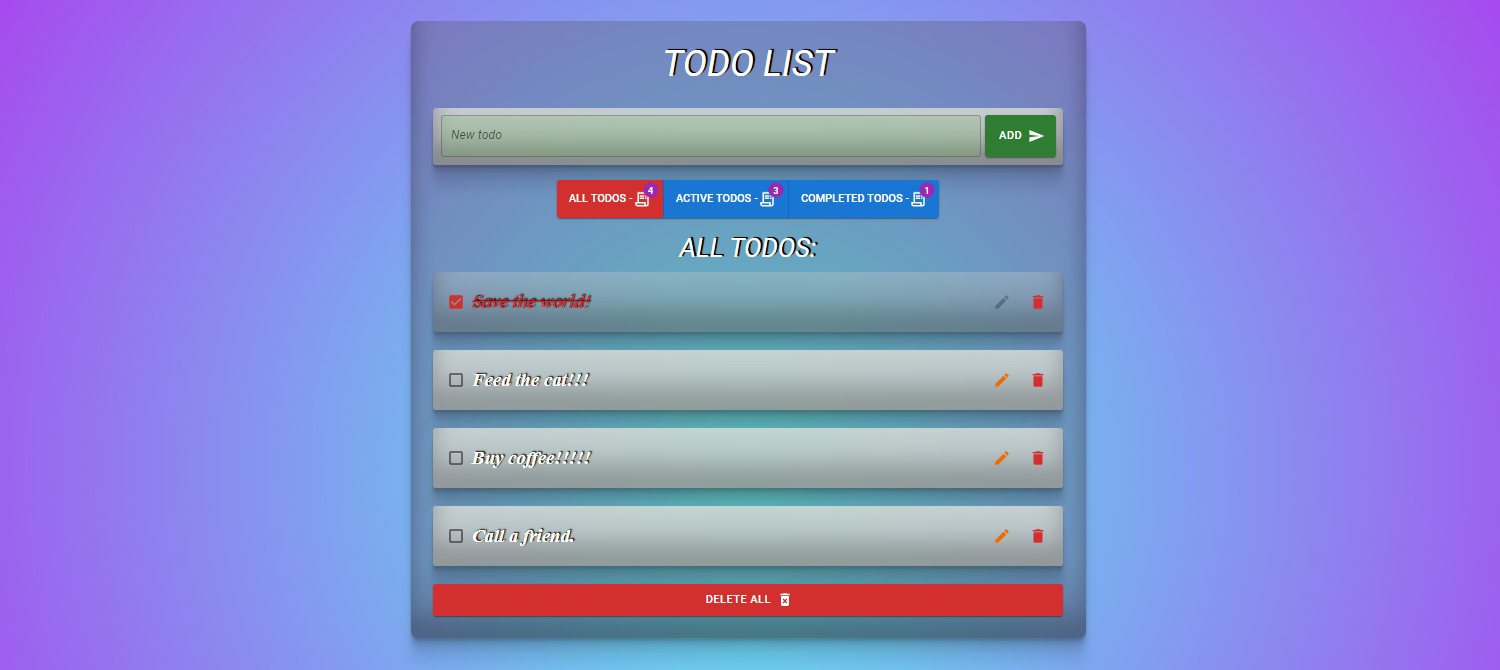 TODO LIST
New todo
ADD
ALL TODOS - 4
ACTIVE TODOS - 3
COMPLETED TODOS - 1
ALL TODOS:
Save the world!
Feed the cat!!!
Buy coffee!!!!!
Call a friend.
DELETE ALL